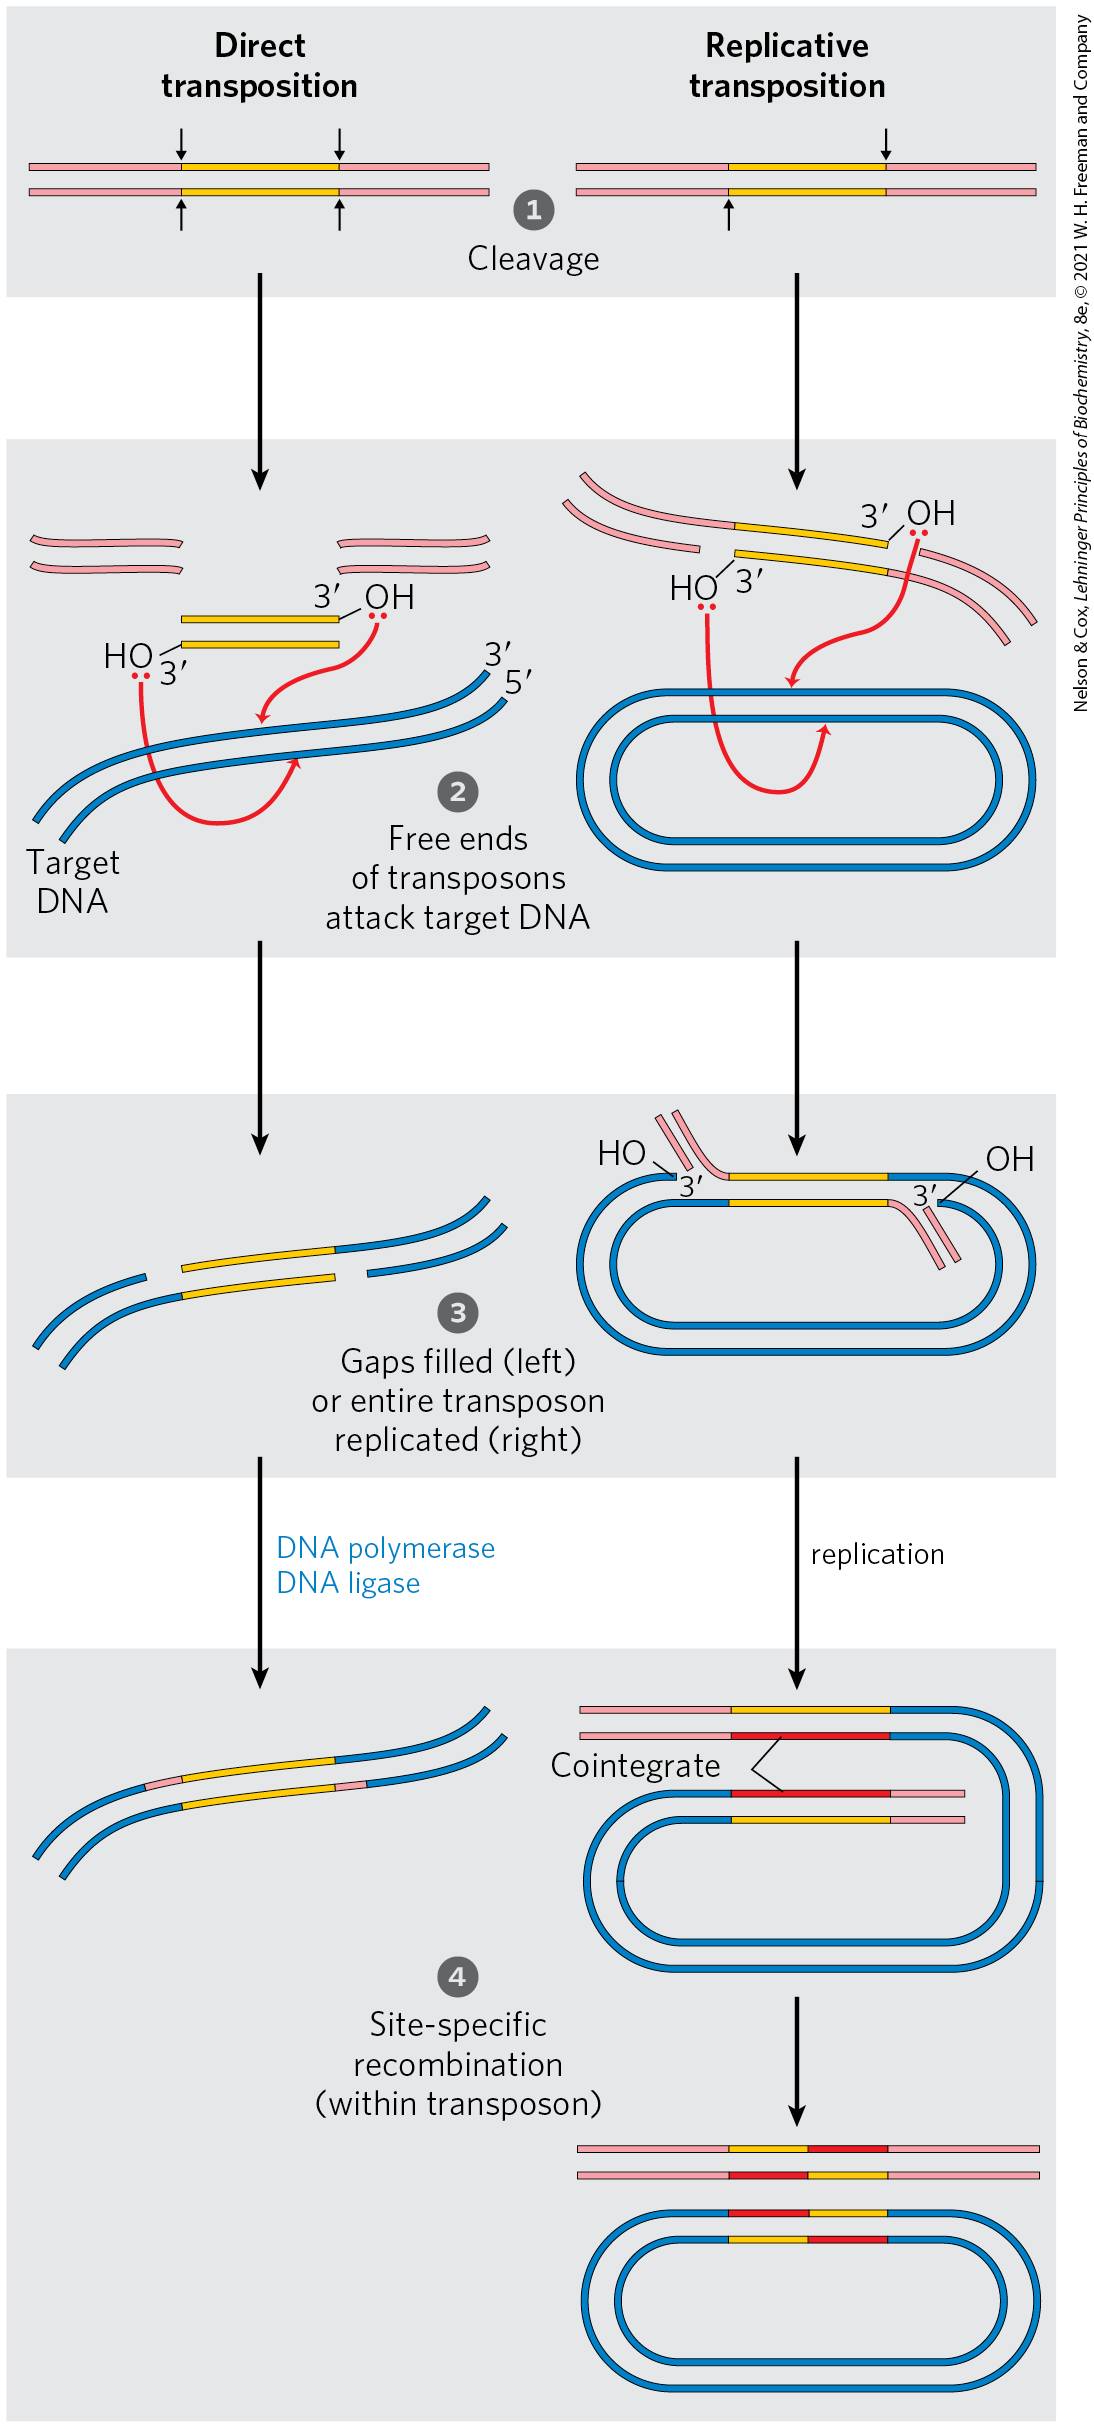 Direct
transposition
Replicative
transposition
1
Cleavage
3′
OH
HO
3′
3′
5′
Target
DNA
3′
OH
HO
3′
2
Free ends
of transposons
attack target DNA
HO
3′
3′
OH
3
Gaps filled (left)
or entire transposon
replicated (right)
DNA polymerase
DNA ligase
replication
Cointegrate
4
Site-specific
recombination
(within transposon)
Nelson & Cox, Lehninger Principles of Biochemistry, 8e, © 2021 W. H. Freeman and Company